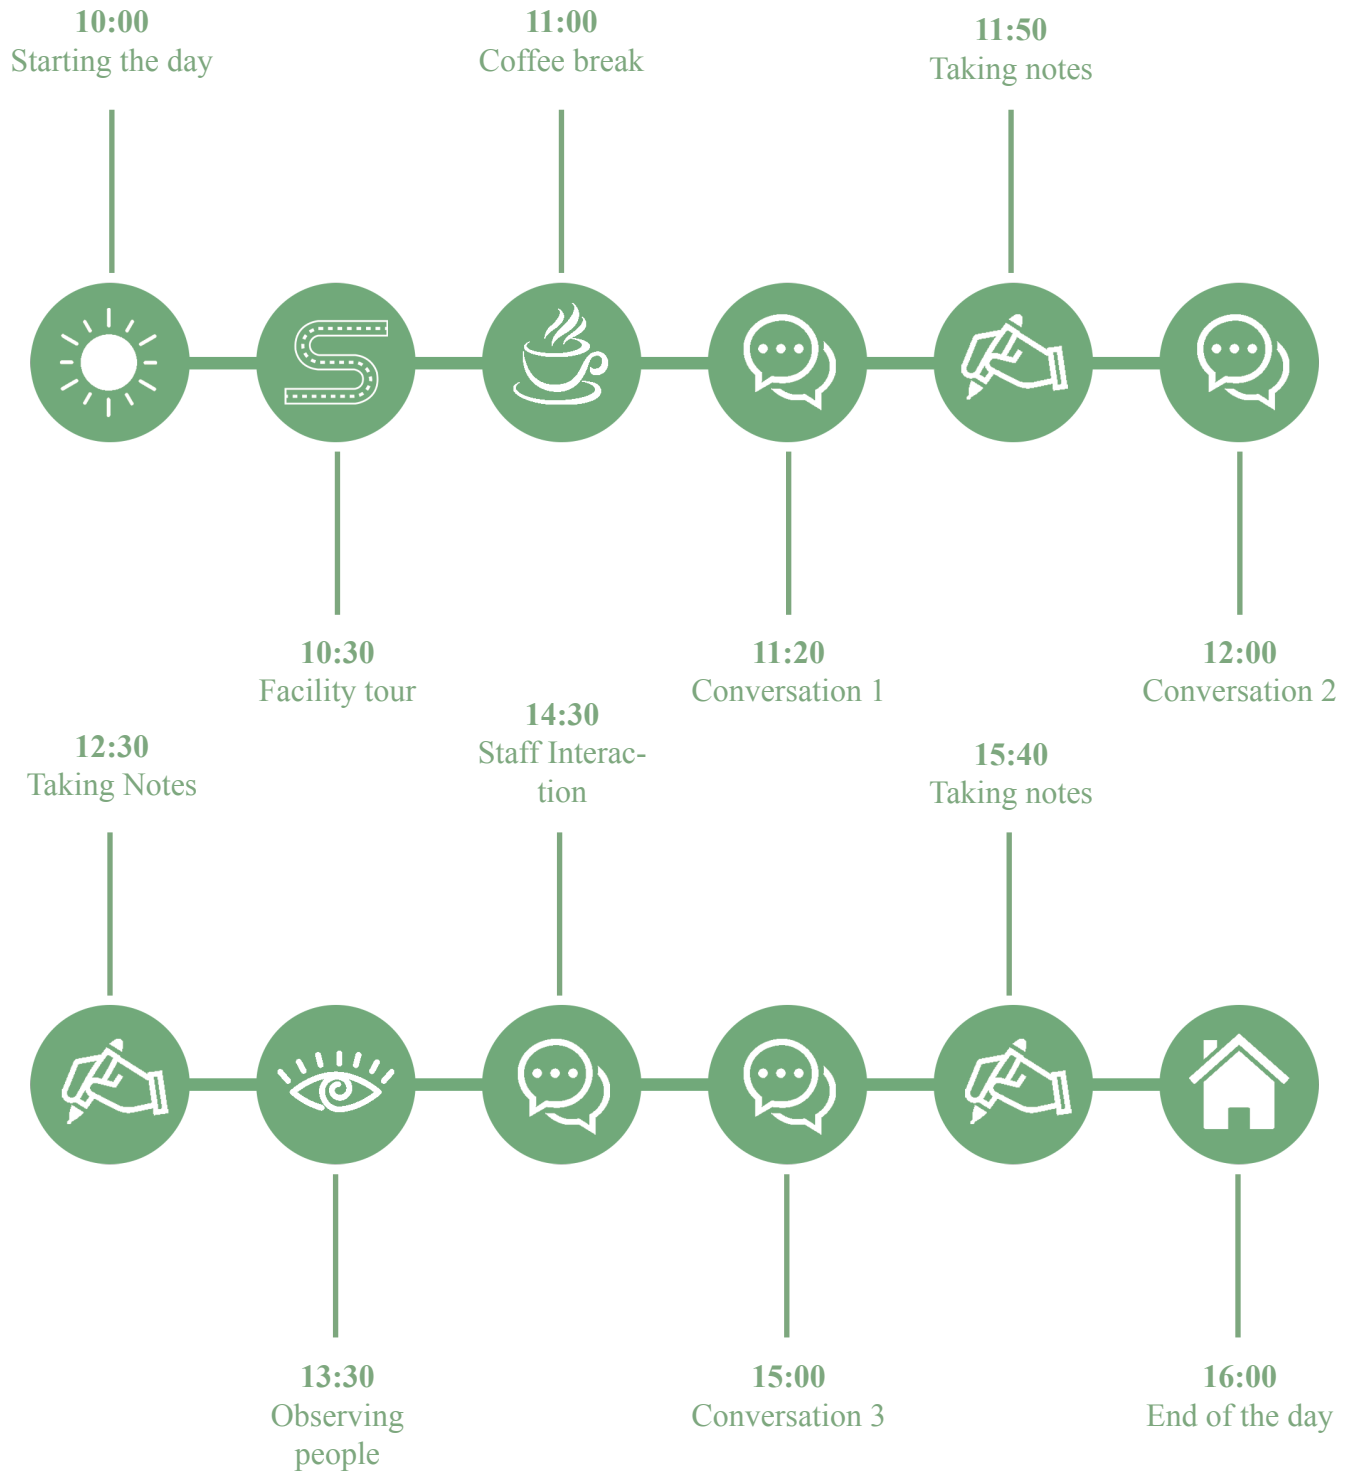 10:00
Starting the day
11:00
Coffee break
11:50
Taking notes
10:30
Facility tour
11:20
Conversation 1
12:00
Conversation 2
12:30
Taking Notes
14:30
Staff Interac-
tion
15:40
Taking notes
13:30
Observing
people
15:00
Conversation 3
16:00
End of the day